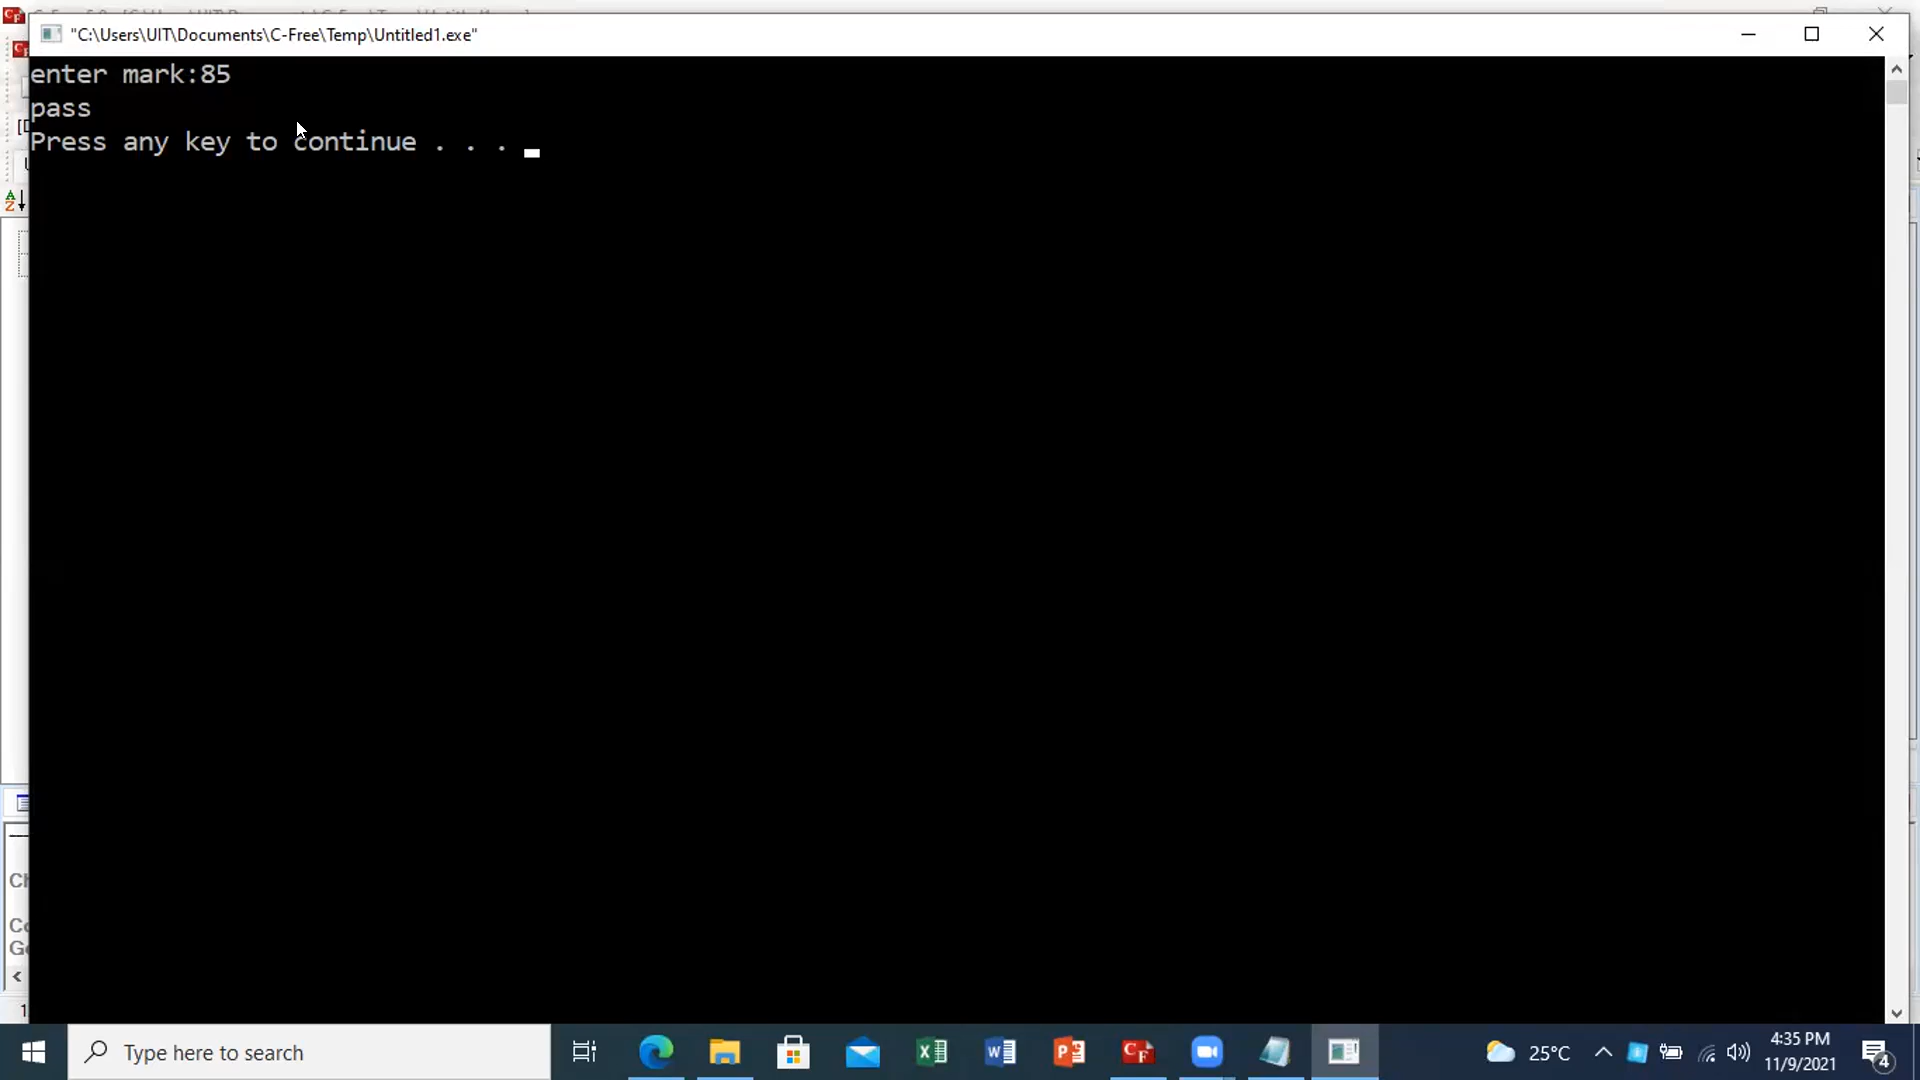 "C:\Users\UIT\Documents\C-Free\Temp\Untitled1.exe"
enter mark:85
pass
Press any key to continue . . .
Type here to search
25°C
4:35 PM
11/9/2021
4